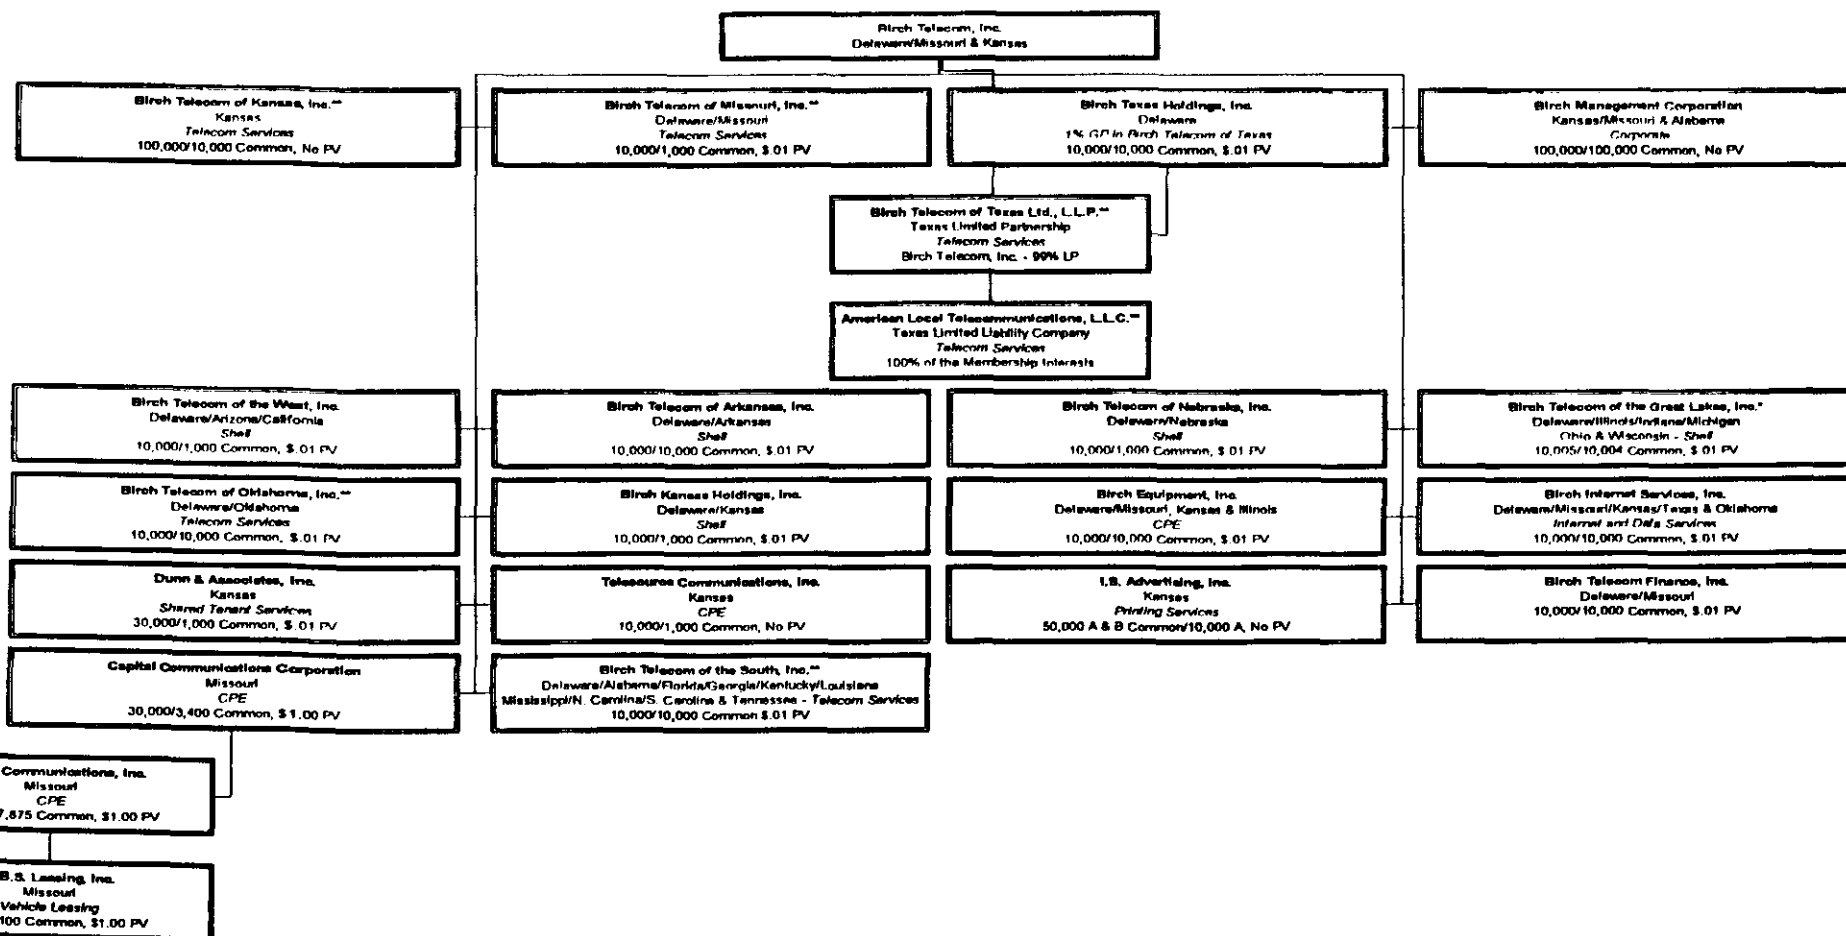 Birch Telecom, Inc.
Delaware/Missouri & Kansas
Birch Telecom of Kansas, Inc.**
Kansas
Telecom Services
100,000/10,000 Common, No PV
Birch Telecom of Missouri, Inc.**
Delaware/Missouri
Telecom Services
10,000/1,000 Common, $.01 PV
Birch Texas Holdings, Inc.
Delaware
1% GP in Birch Telecom of Texas
10,000/10,000 Common, $.01 PV
Birch Management Corporation
Kansas/Missouri & Alabama
Corporate
100,000/100,000 Common, No PV
Birch Telecom of Texas Ltd., L.L.P.**
Texas Limited Partnership
Telecom Services
Birch Telecom, Inc. - 99% LP
American Local Telecommunications, L.L.C.**
Texas Limited Liability Company
Telecom Services
100% of the Membership Interests
Birch Telecom of the West, Inc.
Delaware/Arizona/California
Shell
10,000/1,000 Common, $.01 PV
Birch Telecom of Arkansas, Inc.
Delaware/Arkansas
Shell
10,000/10,000 Common, $.01 PV
Birch Telecom of Nebraska, Inc.
Delaware/Nebraska
Shell
10,000/1,000 Common, $.01 PV
Birch Telecom of the Great Lakes, Inc.*
Delaware/Illinois/Indiana/Michigan
Ohio & Wisconsin - Shell
10,005/10,004 Common, $.01 PV
Birch Telecom of Oklahoma, Inc.**
Delaware/Oklahoma
Telecom Services
10,000/10,000 Common, $.01 PV
Birch Kansas Holdings, Inc.
Delaware/Kansas
Shell
10,000/1,000 Common, $.01 PV
Birch Equipment, Inc.
Delaware/Missouri, Kansas & Illinois
CPE
10,000/10,000 Common, $.01 PV
Birch Internet Services, Inc.
Delaware/Missouri/Kansas/Texas & Oklahoma
Internet and Data Services
10,000/10,000 Common, $.01 PV
Dunn & Associates, Inc.
Kansas
Shared Tenant Services
30,000/1,000 Common, $.01 PV
Telesource Communications, Inc.
Kansas
CPE
10,000/1,000 Common, No PV
I.S. Advertising, Inc.
Kansas
Printing Services
50,000 A & B Common/10,000 A, No PV
Birch Telecom Finance, Inc.
Delaware/Missouri
10,000/10,000 Common, $.01 PV
Capital Communications Corporation
Missouri
CPE
30,000/3,400 Common, $1.00 PV
Birch Telecom of the South, Inc.**
Delaware/Alabama/Florida/Georgia/Kentucky/Louisiana
Mississippi/N. Carolina/S. Carolina & Tennessee - Telecom Services
10,000/10,000 Common $.01 PV
Communications, Inc.
Missouri
CPE
7,875 Common, $1.00 PV
B.S. Leasing, Inc.
Missouri
Vehicle Leasing
100 Common, $1.00 PV